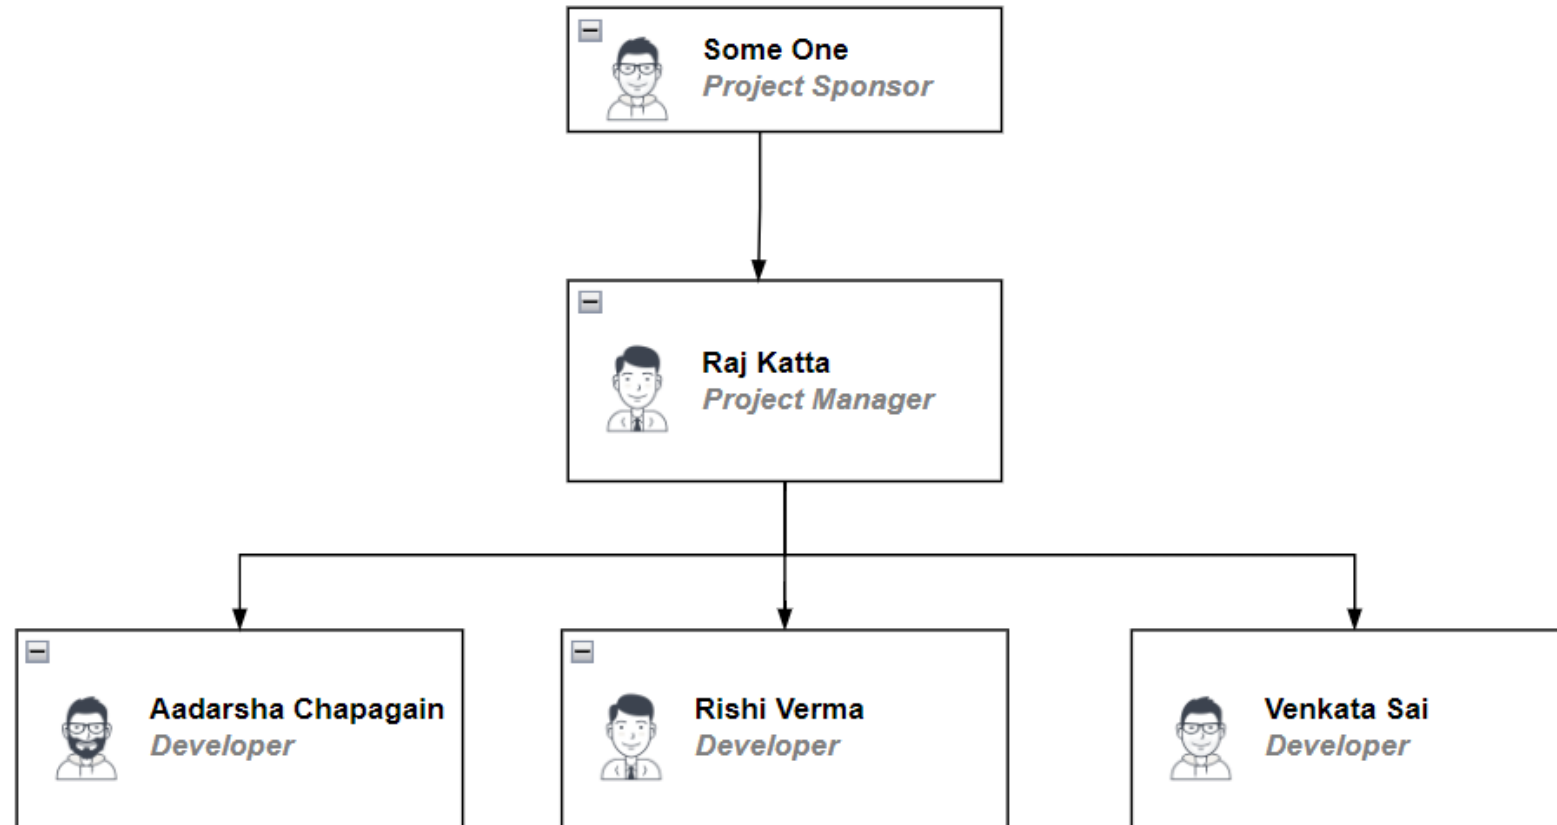 Some One
Project Sponsor
Raj Katta
Project Manager
Aadarsha Chapagain
Developer
Rishi Verma
Developer
Venkata Sai
Developer